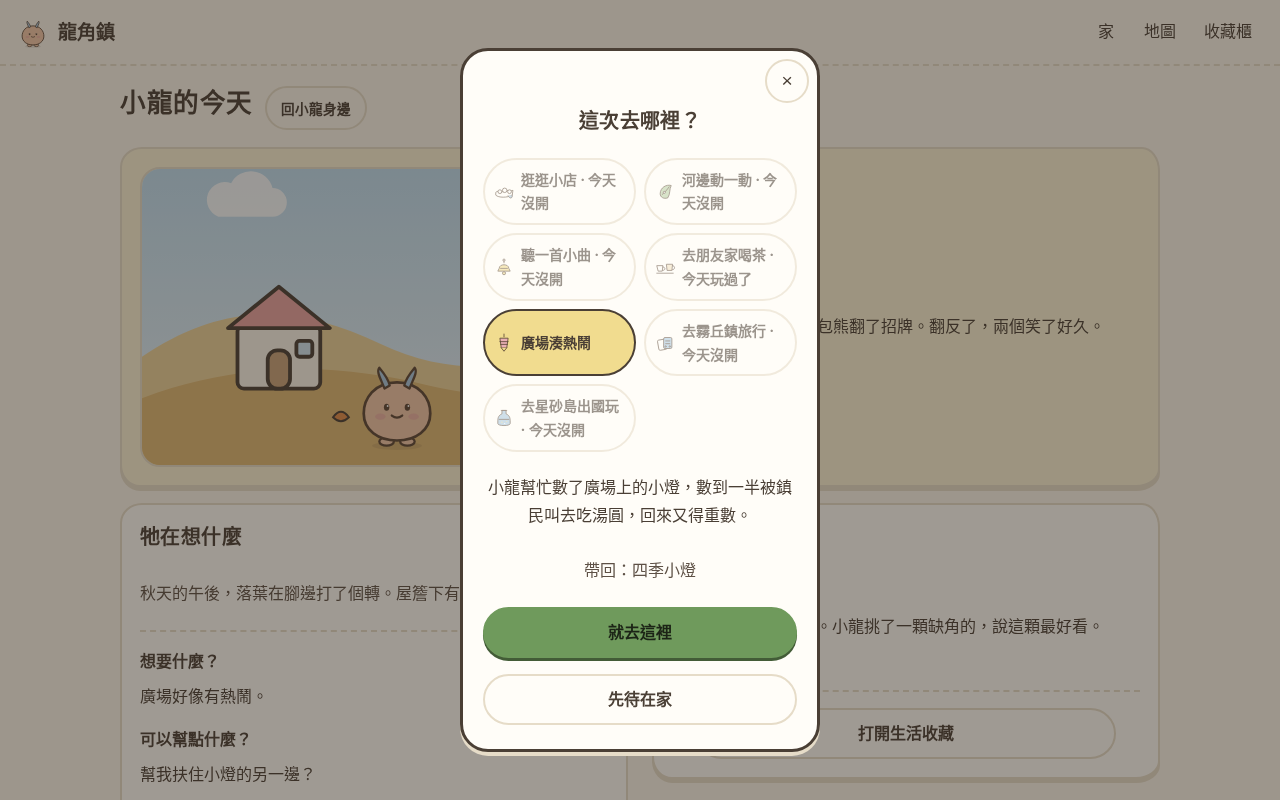 龍角鎮
家
地圖
收藏櫃
小龍的今天
回小龍身邊
×
這次去哪裡？
逛逛小店 · 今天
沒開
河邊動一動 · 今
天沒開
聽一首小曲 · 今
天沒開
去朋友家喝茶 ·
今天玩過了
廣場湊熱鬧
去霧丘鎮旅行 ·
今天沒開
去星砂島出國玩
· 今天沒開
小龍幫忙數了廣場上的小燈，數到一半被鎮
民叫去吃湯圓，回來又得重數。
帶回：四季小燈
就去這裡
先待在家
包熊翻了招牌。翻反了，兩個笑了好久。
牠在想什麼
秋天的午後，落葉在腳邊打了個轉。屋簷下有
想要什麼？
廣場好像有熱鬧。
可以幫點什麼？
幫我扶住小燈的另一邊？
。小龍挑了一顆缺角的，說這顆最好看。
打開生活收藏